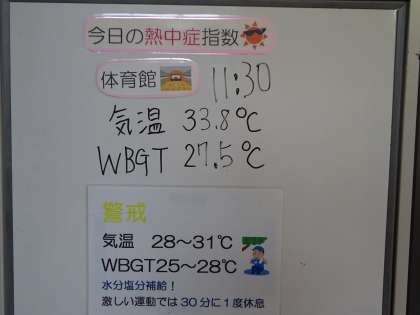 今日の熱中症指数
体育館 11:30
気温 33.8℃
WBGT 27.5℃
警戒
気温 28～31℃
WBGT25～28℃
水分塩分補給！
激しい運動では30分に1度休息